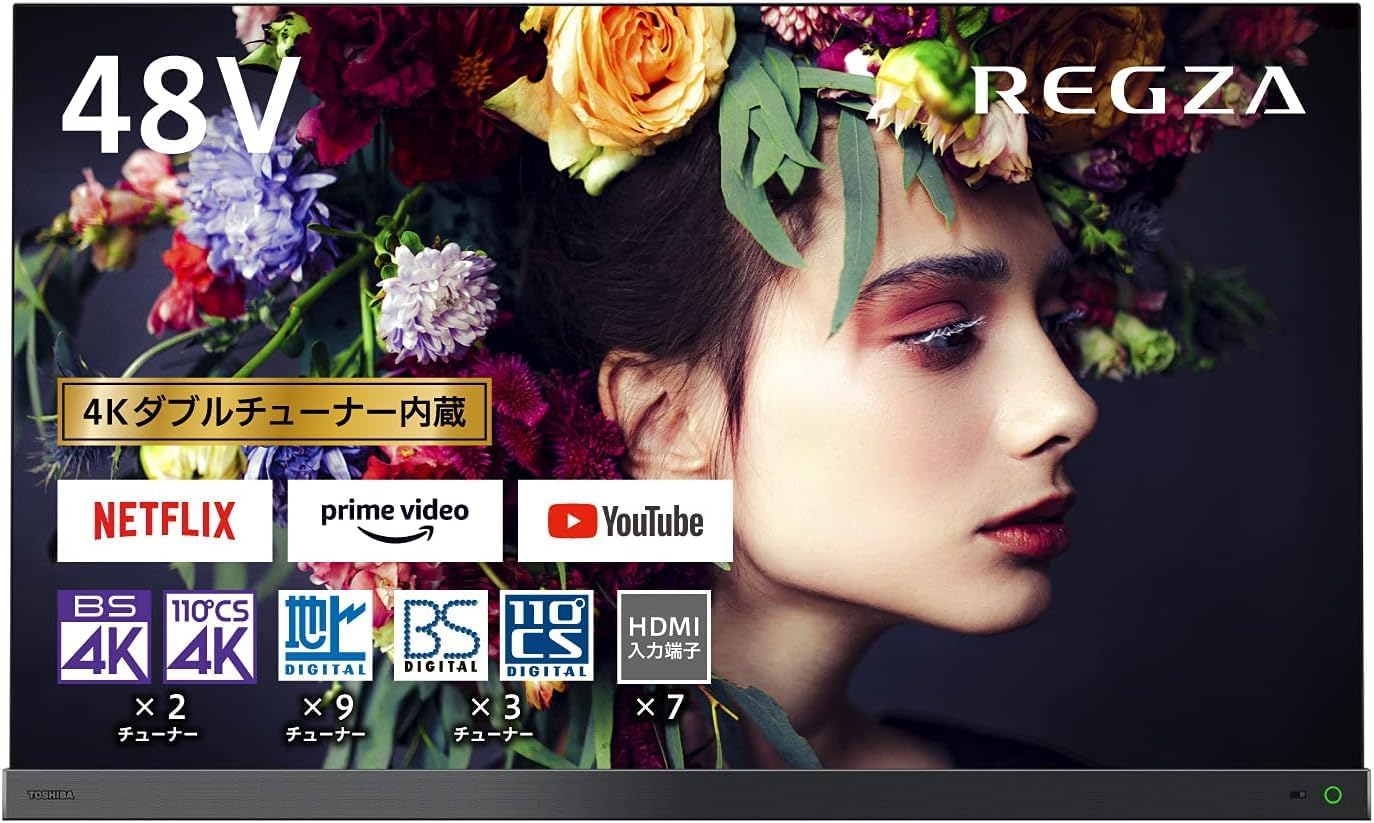 48V
REGZA
4Kダブルチューナー内蔵
NETFLIX
prime video
YouTube
BS
4K
110°CS
4K
地上
DIGITAL
BS
DIGITAL
110°
CS
DIGITAL
HDMI
入力端子
×2
チューナー
×9
チューナー
×3
チューナー
×7
TOSHIBA